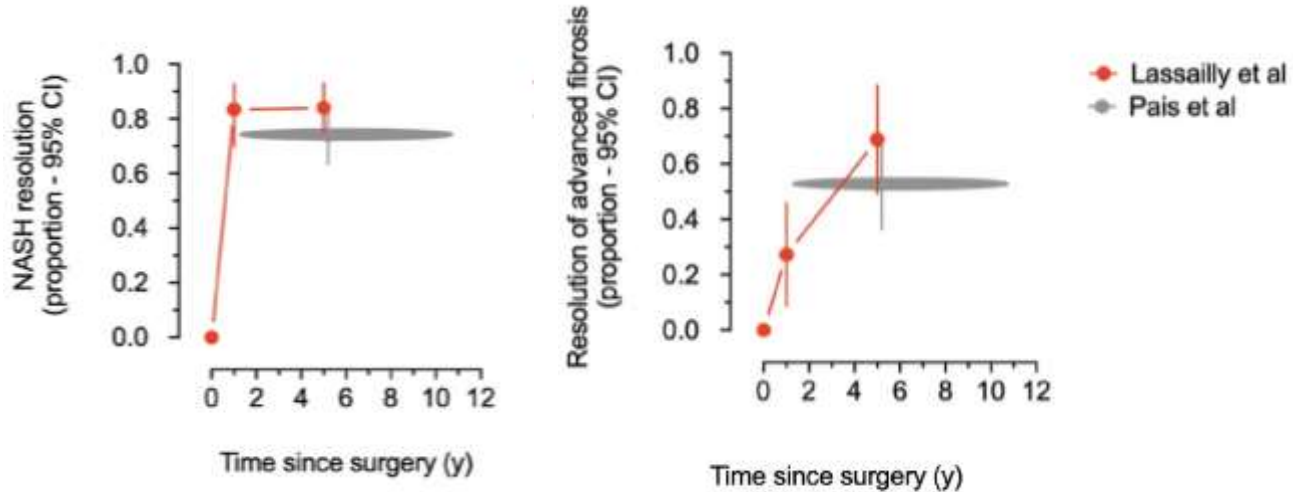 NASH resolution
(proportion - 95% CI)
1.0
0.8
0.6
0.4
0.2
0.0
0 2 4 6 8 10 12
Time since surgery (y)
Resolution of advanced fibrosis
(proportion - 95% CI)
1.0
0.8
0.6
0.4
0.2
0.0
0 2 4 6 8 10 12
Time since surgery (y)
Lassailly et al
Pais et al